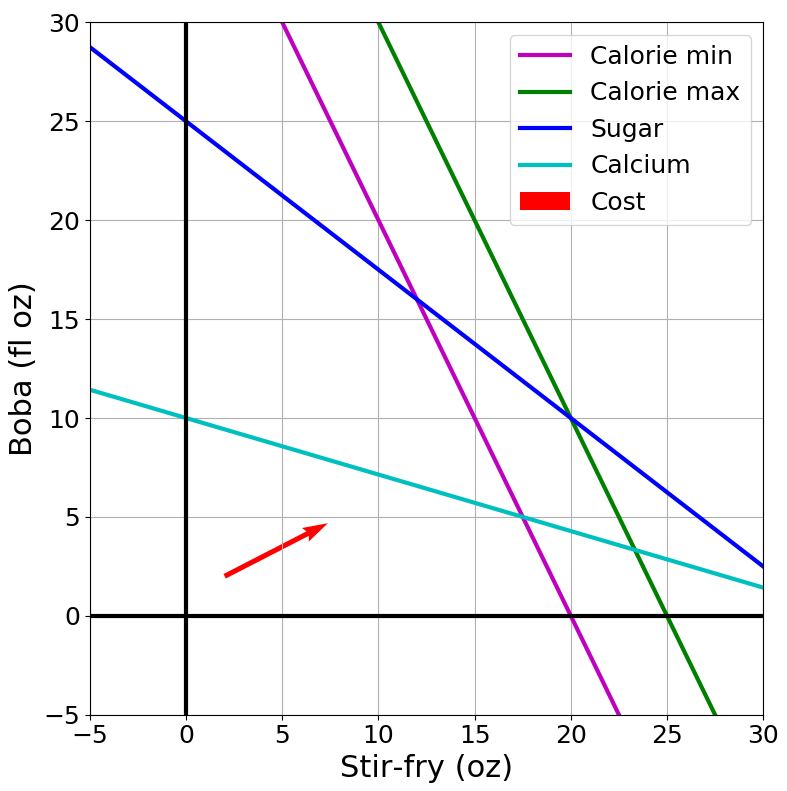 30
25
20
15
10
5
0
−5
−5 0 5 10 15 20 25 30
Boba (fl oz)
Stir-fry (oz)
Calorie min
Calorie max
Sugar
Calcium
Cost